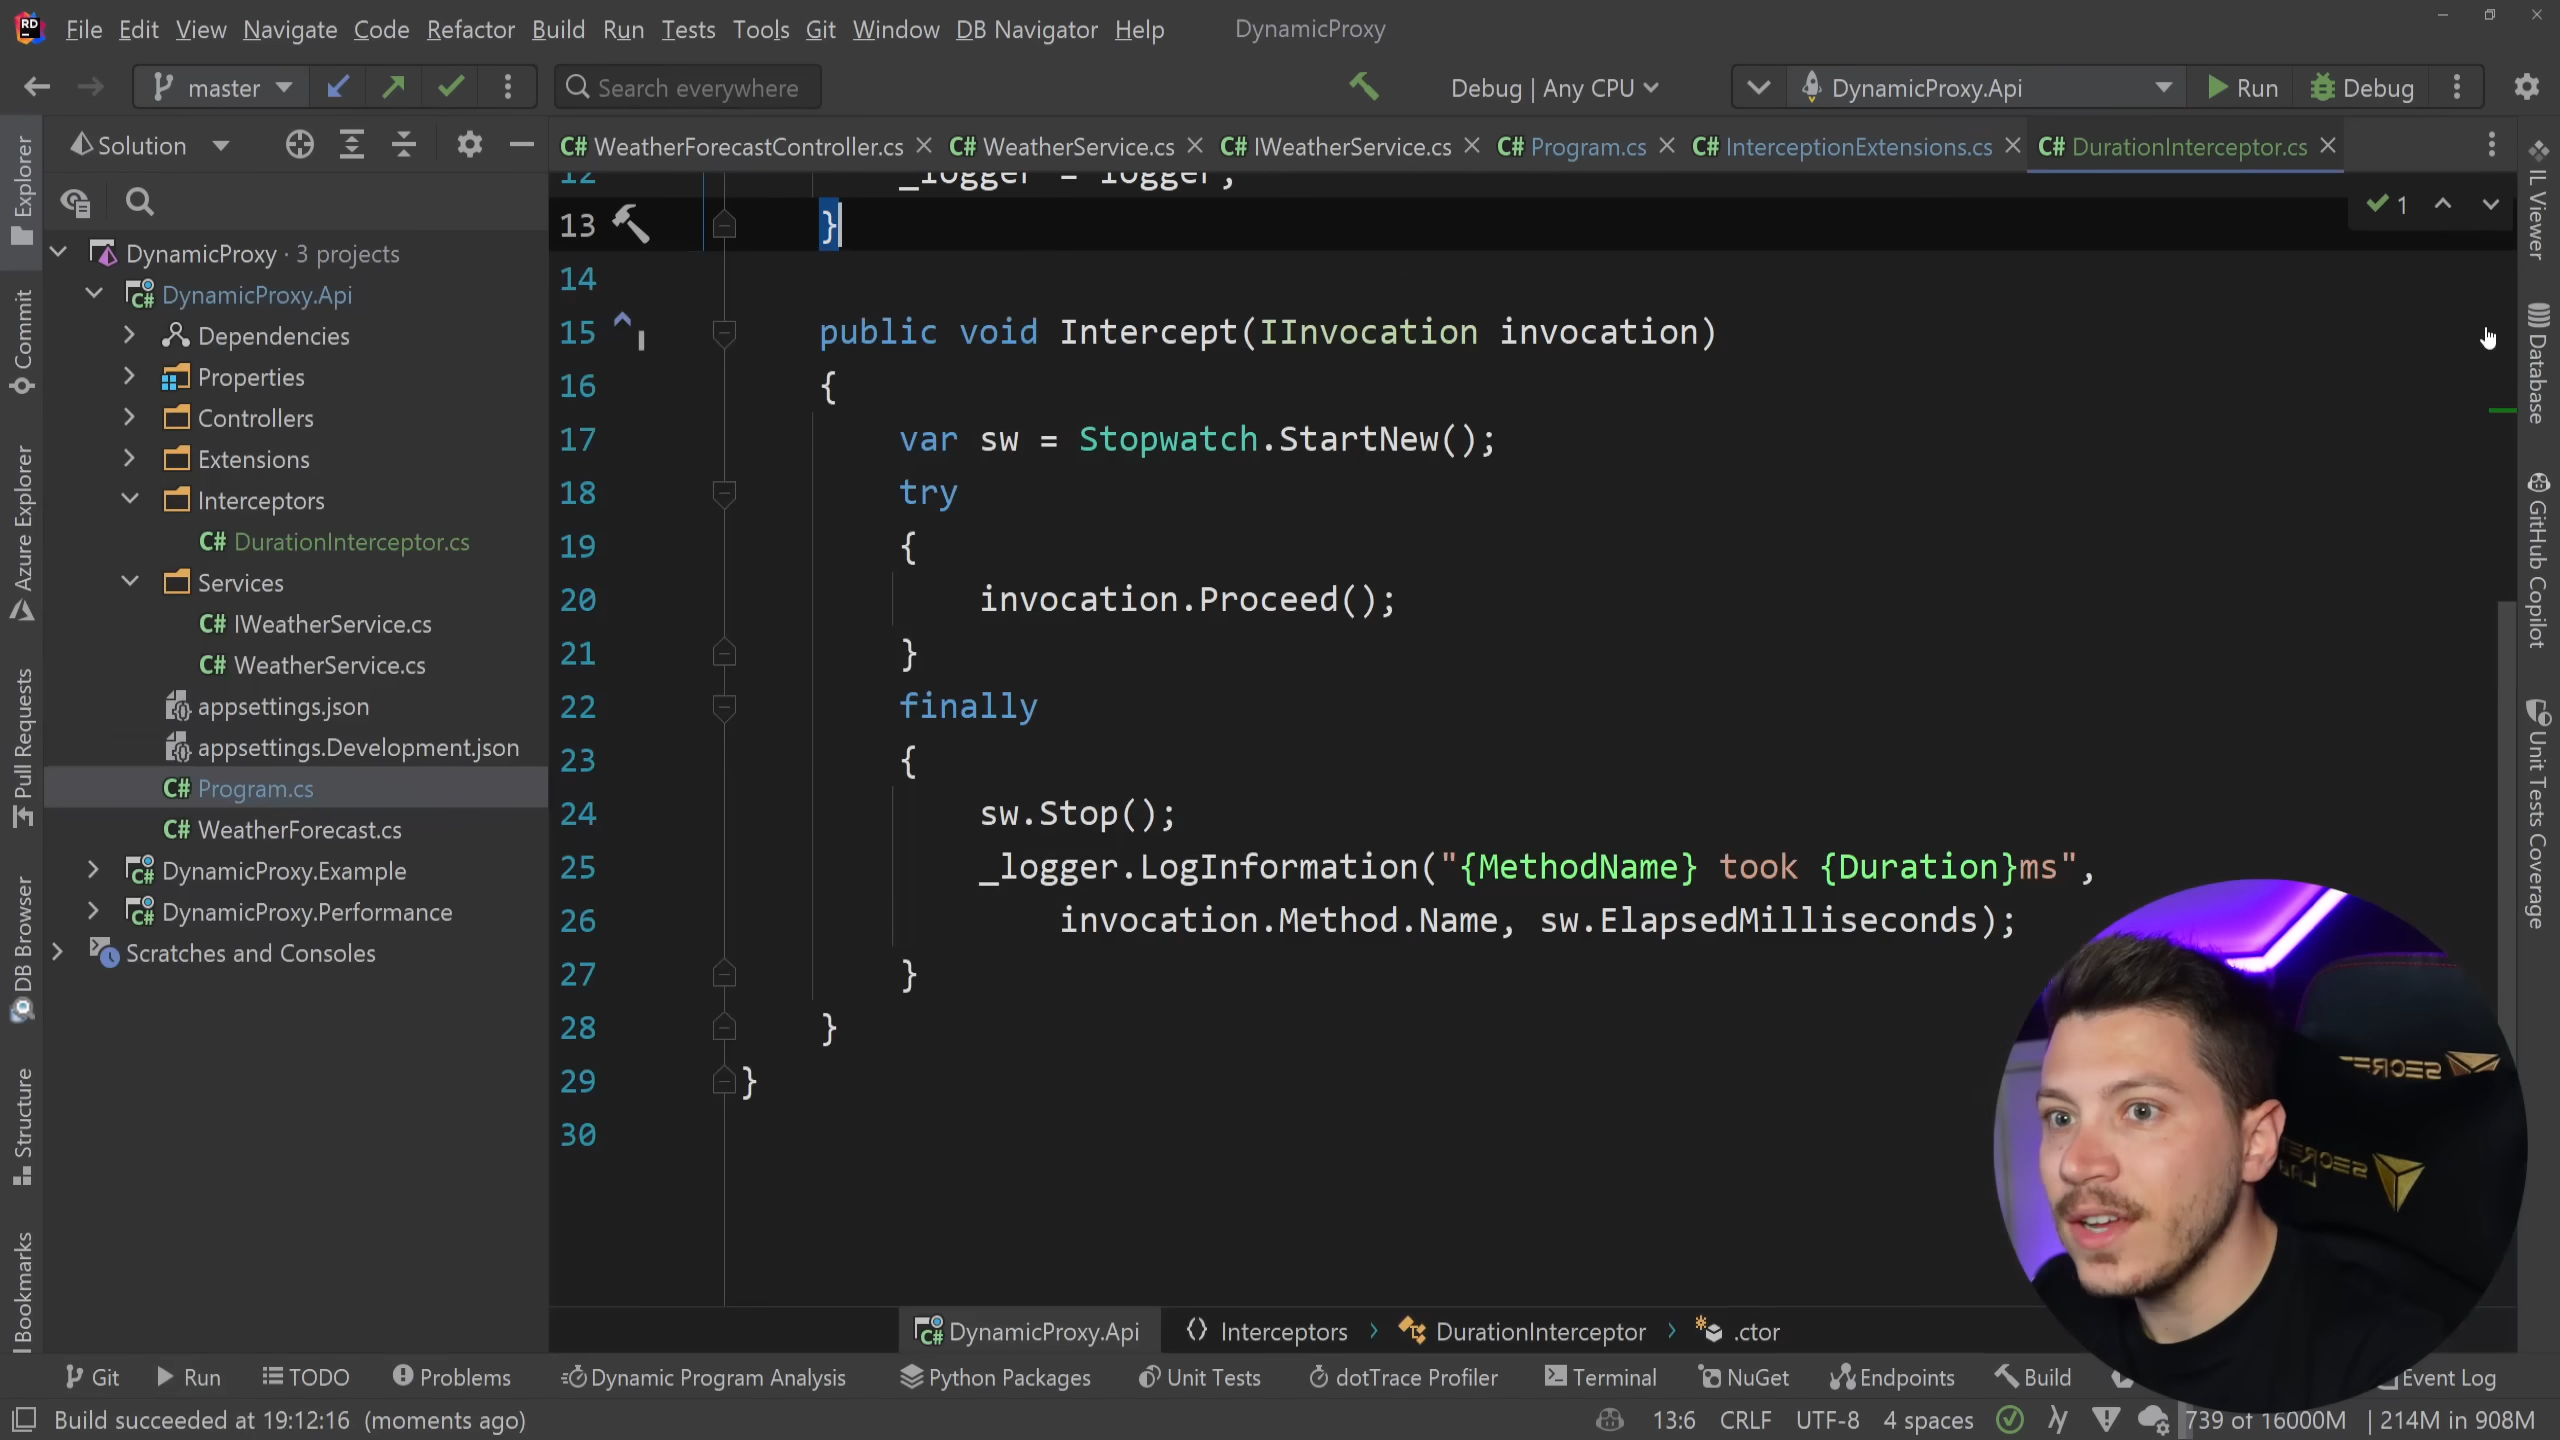 RD File Edit View Navigate Code Refactor Build Run Tests Tools Git Window DB Navigator Help DynamicProxy
master Search everywhere Debug | Any CPU DynamicProxy.Api Run Debug
Solution
C# WeatherForecastController.cs C# WeatherService.cs C# IWeatherService.cs C# Program.cs C# InterceptionExtensions.cs C# DurationInterceptor.cs
Explorer
Commit
Azure Explorer
Pull Requests
DB Browser
Structure
Bookmarks
DynamicProxy · 3 projects
C# DynamicProxy.Api
Dependencies
Properties
Controllers
Extensions
Interceptors
C# DurationInterceptor.cs
Services
C# IWeatherService.cs
C# WeatherService.cs
appsettings.json
appsettings.Development.json
C# Program.cs
C# WeatherForecast.cs
C# DynamicProxy.Example
C# DynamicProxy.Performance
Scratches and Consoles
12 _logger = logger;
13 }
14
15 public void Intercept(IInvocation invocation)
16 {
17 var sw = Stopwatch.StartNew();
18 try
19 {
20 invocation.Proceed();
21 }
22 finally
23 {
24 sw.Stop();
25 _logger.LogInformation("{MethodName} took {Duration}ms",
26 invocation.Method.Name, sw.ElapsedMilliseconds);
27 }
28 }
29 }
30
1
IL Viewer
Database
GitHub Copilot
Unit Tests Coverage
C# DynamicProxy.Api Interceptors DurationInterceptor .ctor
Git Run TODO Problems Dynamic Program Analysis Python Packages Unit Tests dotTrace Profiler Terminal NuGet Endpoints Build Event Log
Build succeeded at 19:12:16 (moments ago) 13:6 CRLF UTF-8 4 spaces 739 of 16000M 214M in 908M